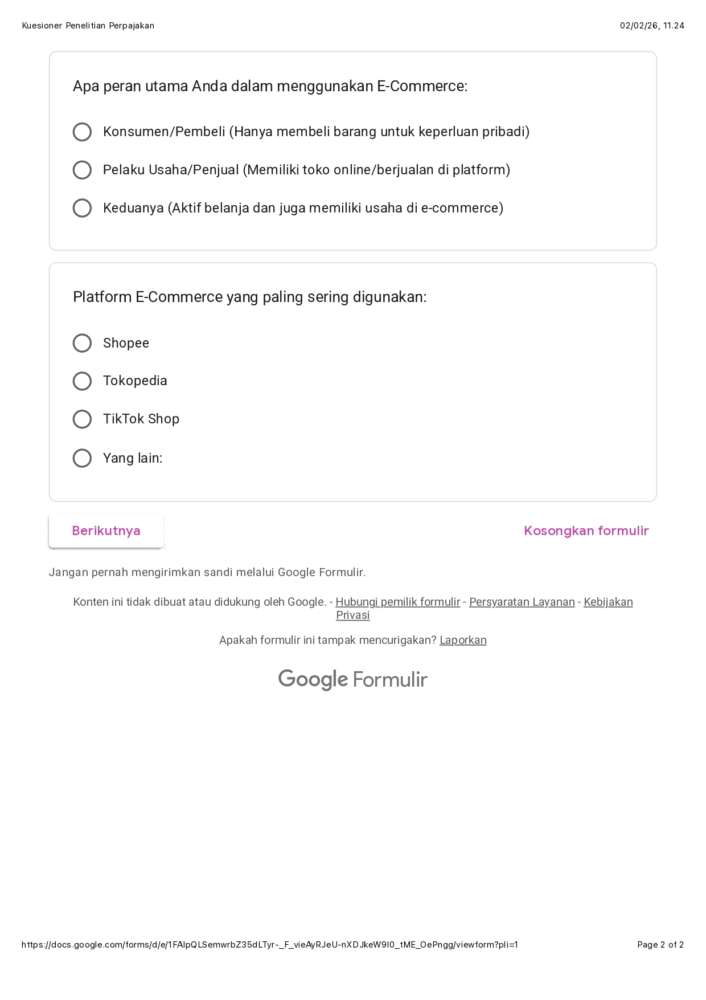 Kuesioner Penelitian Perpajakan 02/02/26, 11.24
Apa peran utama Anda dalam menggunakan E-Commerce:
Konsumen/Pembeli (Hanya membeli barang untuk keperluan pribadi)
Pelaku Usaha/Penjual (Memiliki toko online/berjualan di platform)
Keduanya (Aktif belanja dan juga memiliki usaha di e-commerce)
Platform E-Commerce yang paling sering digunakan:
Shopee
Tokopedia
TikTok Shop
Yang lain:
Berikutnya Kosongkan formulir
Jangan pernah mengirimkan sandi melalui Google Formulir.
Konten ini tidak dibuat atau didukung oleh Google. - Hubungi pemilik formulir - Persyaratan Layanan - Kebijakan
Privasi
Apakah formulir ini tampak mencurigakan? Laporkan
Google Formulir
https://docs.google.com/forms/d/e/1FAIpQLSemwrbZ35dLTyr-_F_vieAyRJeU-nXDJkeW9I0_tME_OePngg/viewform?pli=1 Page 2 of 2